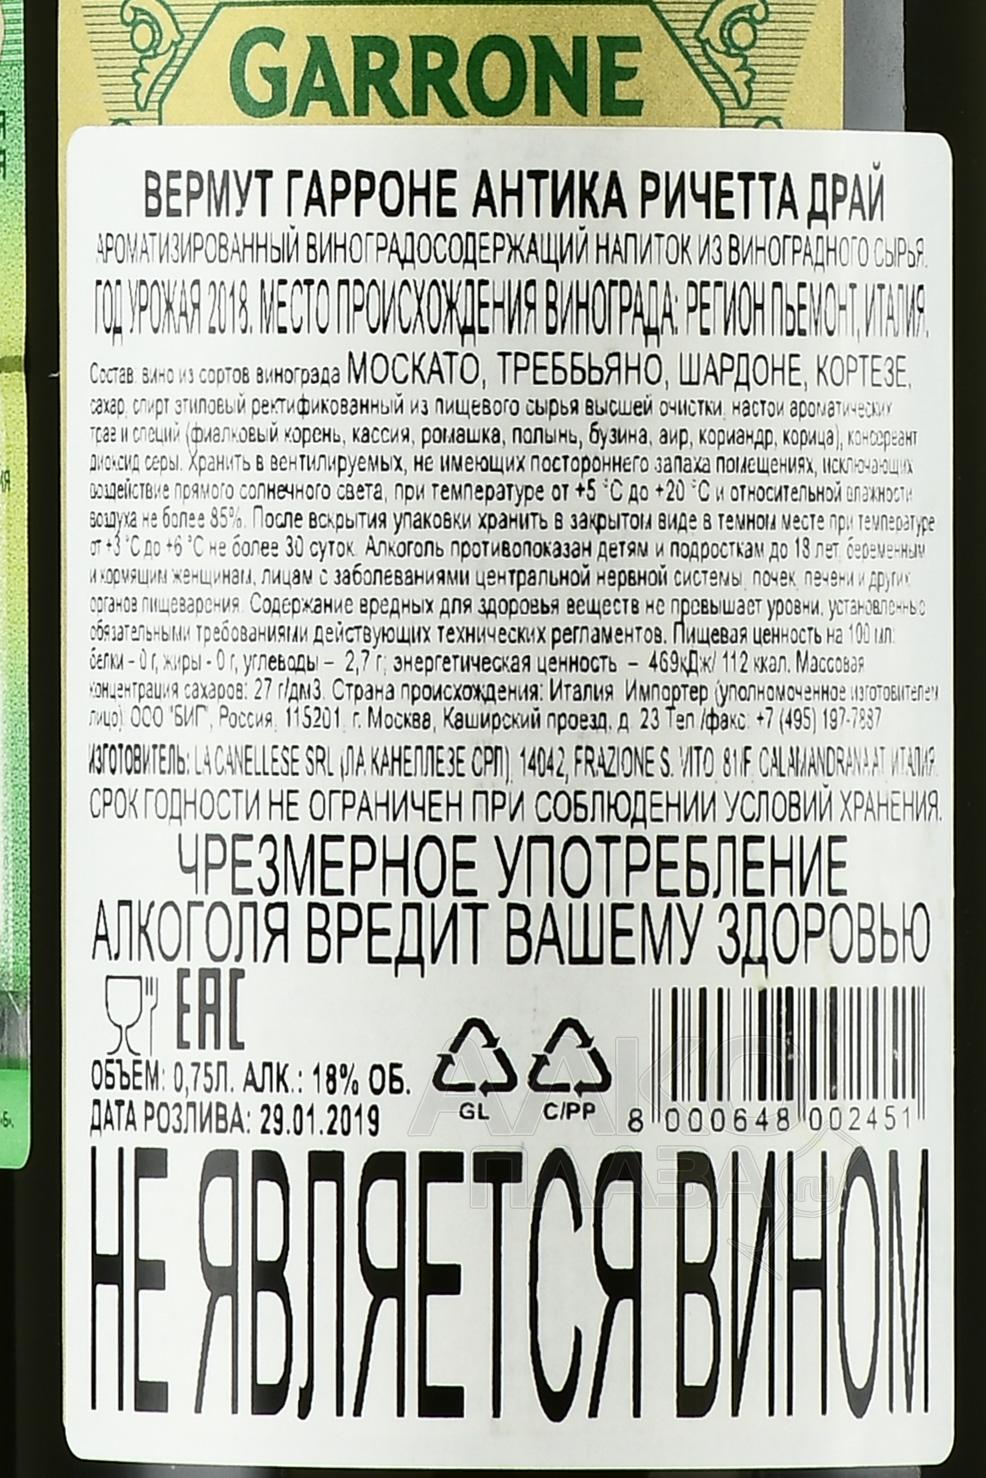 GARRONE
ВЕРМУТ ГАРРОНЕ АНТИКА РИЧЕТТА ДРАЙ
АРОМАТИЗИРОВАННЫЙ ВИНОГРАДОСОДЕРЖАЩИЙ НАПИТОК ИЗ ВИНОГРАДНОГО СЫРЬЯ.
ГОД УРОЖАЯ 2018. МЕСТО ПРОИСХОЖДЕНИЯ ВИНОГРАДА: РЕГИОН ПЬЕМОНТ, ИТАЛИЯ.
Состав: вино из сортов винограда МОСКАТО, ТРЕББЬЯНО, ШАРДОНЕ, КОРТЕЗЕ,
сахар, спирт этиловый ректификованный из пищевого сырья высшей очистки, настои ароматических
трав и специй (фиалковый корень, кассия, ромашка, полынь, бузина, аир, кориандр, корица), консервант
диоксид серы. Хранить в вентилируемых, не имеющих постороннего запаха помещениях, исключающих
воздействие прямого солнечного света, при температуре от +5 °С до +20 °С и относительной влажности
воздуха не более 85%. После вскрытия упаковки хранить в закрытом виде в темном месте при температуре
от +3 °С до +6 °С не более 30 суток. Алкоголь противопоказан детям и подросткам до 18 лет, беременным
и кормящим женщинам, лицам с заболеваниями центральной нервной системы, почек, печени и других
органов пищеварения. Содержание вредных для здоровья веществ не превышает уровни, установленные
обязательными требованиями действующих технических регламентов. Пищевая ценность на 100 мл:
белки - 0 г, жиры - 0 г, углеводы – 2,7 г; энергетическая ценность – 469кДж/ 112 ккал. Массовая
концентрация сахаров: 27 г/дм3. Страна происхождения: Италия. Импортер (уполномоченное изготовителем
лицо): ООО "БИГ", Россия, 115201, г. Москва, Каширский проезд, д. 23 Тел./факс: +7 (495) 197-7887
ИЗГОТОВИТЕЛЬ: LA CANELLESE SRL (ЛА КАНЕЛЛЕЗЕ СРЛ), 14042, FRAZIONE S. VITO, 81/F, CALAMANDRANA AT, ИТАЛИЯ.
СРОК ГОДНОСТИ НЕ ОГРАНИЧЕН ПРИ СОБЛЮДЕНИИ УСЛОВИЙ ХРАНЕНИЯ.
ЧРЕЗМЕРНОЕ УПОТРЕБЛЕНИЕ
АЛКОГОЛЯ ВРЕДИТ ВАШЕМУ ЗДОРОВЬЮ
EAC
ОБЪЕМ: 0,75Л. АЛК.: 18% ОБ.
ДАТА РОЗЛИВА: 29.01.2019
GL C/PP
8 000648 002451
НЕ ЯВЛЯЕТСЯ ВИНОМ